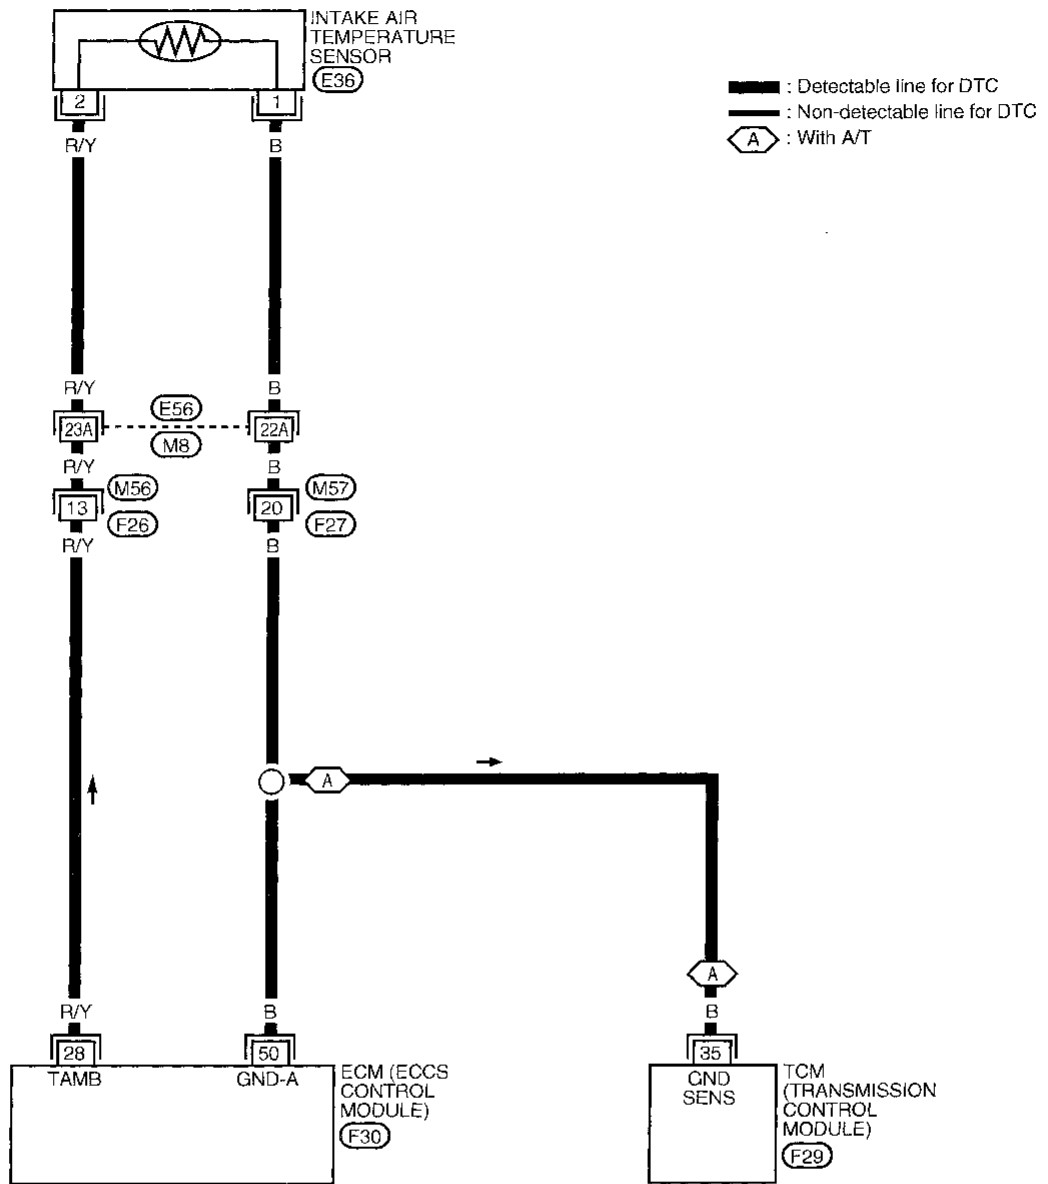 INTAKE AIR
TEMPERATURE
SENSOR
E36
2
1
R/Y
B
: Detectable line for DTC
: Non-detectable line for DTC
A : With A/T
R/Y
B
23A
E56
M8
22A
R/Y
B
13
M56
F26
20
M57
F27
R/Y
B
A
A
R/Y
B
B
28
50
35
TAMB
GND-A
ECM (ECCS
CONTROL
MODULE)
F30
GND
SENS
TCM
(TRANSMISSION
CONTROL
MODULE)
F29